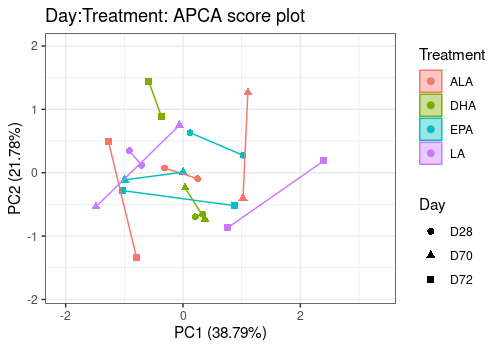 Day:Treatment: APCA score plot
2
1
0
-1
-2
PC2 (21.78%)
-2
0
2
PC1 (38.79%)
Treatment
ALA
DHA
EPA
LA
Day
D28
D70
D72